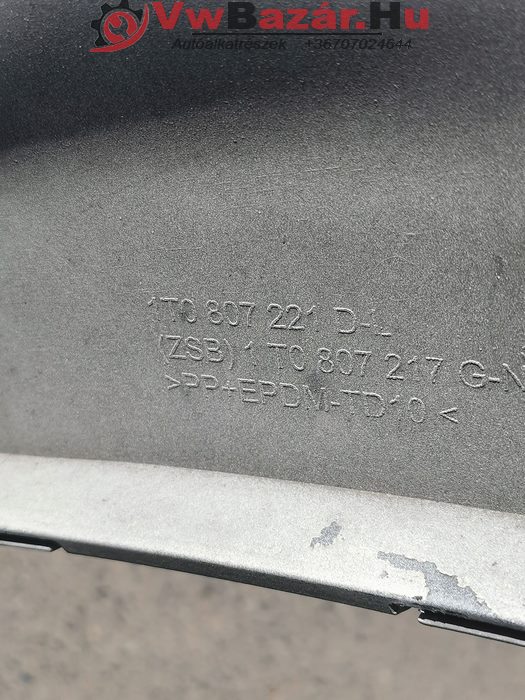 VwBazár.Hu
Autóalkatrészek +36707024644
1T0 807 221 D-L
(ZSB) 1 T0 807 217 G-N
>PP+EPDM-TD10<